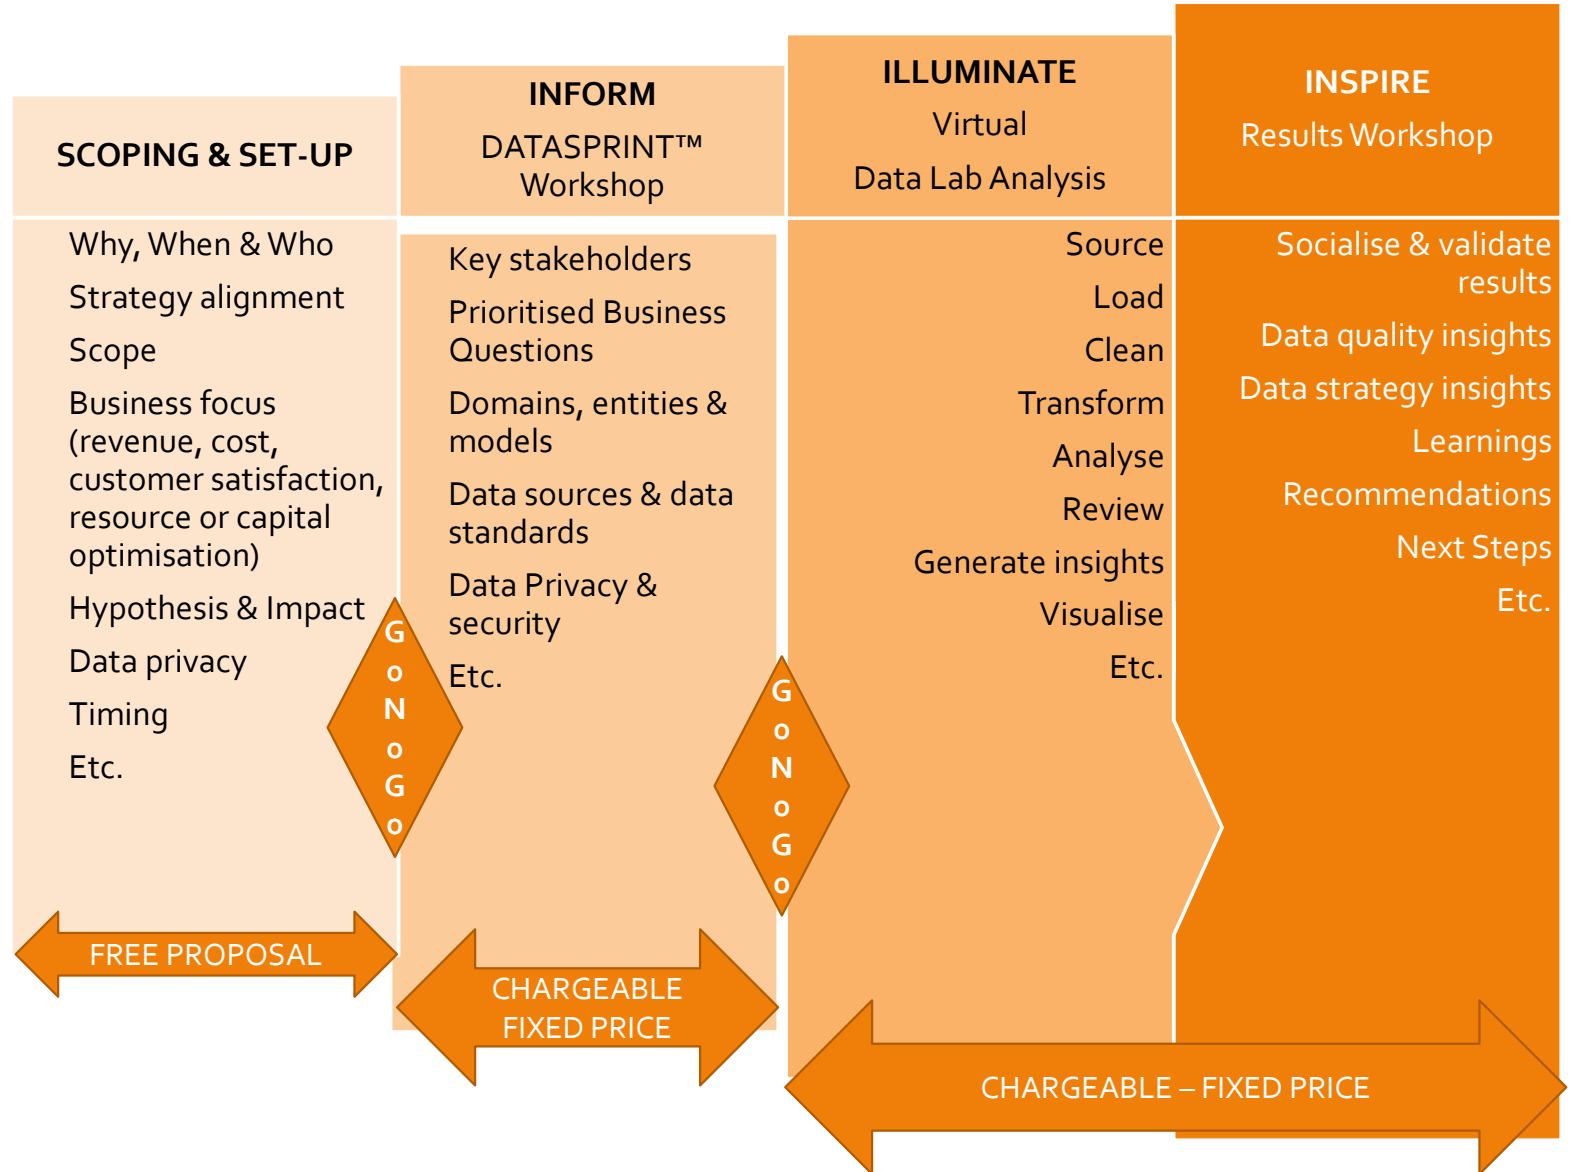 SCOPING & SET-UP
Why, When & Who
Strategy alignment
Scope
Business focus
(revenue, cost,
customer satisfaction,
resource or capital
optimisation)
Hypothesis & Impact
Data privacy
Timing
Etc.
FREE PROPOSAL
G
o
N
o
G
o
INFORM
DATASPRINT™
Workshop
Key stakeholders
Prioritised Business
Questions
Domains, entities &
models
Data sources & data
standards
Data Privacy &
security
Etc.
CHARGEABLE
FIXED PRICE
G
o
N
o
G
o
ILLUMINATE
Virtual
Data Lab Analysis
Source
Load
Clean
Transform
Analyse
Review
Generate insights
Visualise
Etc.
INSPIRE
Results Workshop
Socialise & validate
results
Data quality insights
Data strategy insights
Learnings
Recommendations
Next Steps
Etc.
CHARGEABLE – FIXED PRICE